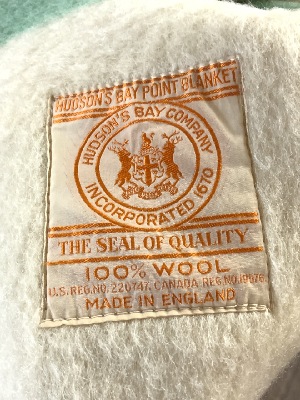 HUDSON'S BAY POINT BLANKET
HUDSON'S BAY COMPANY
INCORPORATED 1670
THE SEAL OF QUALITY
100% WOOL
U.S. REG. NO. 220747. CANADA REG. NO.
MADE IN ENGLAND